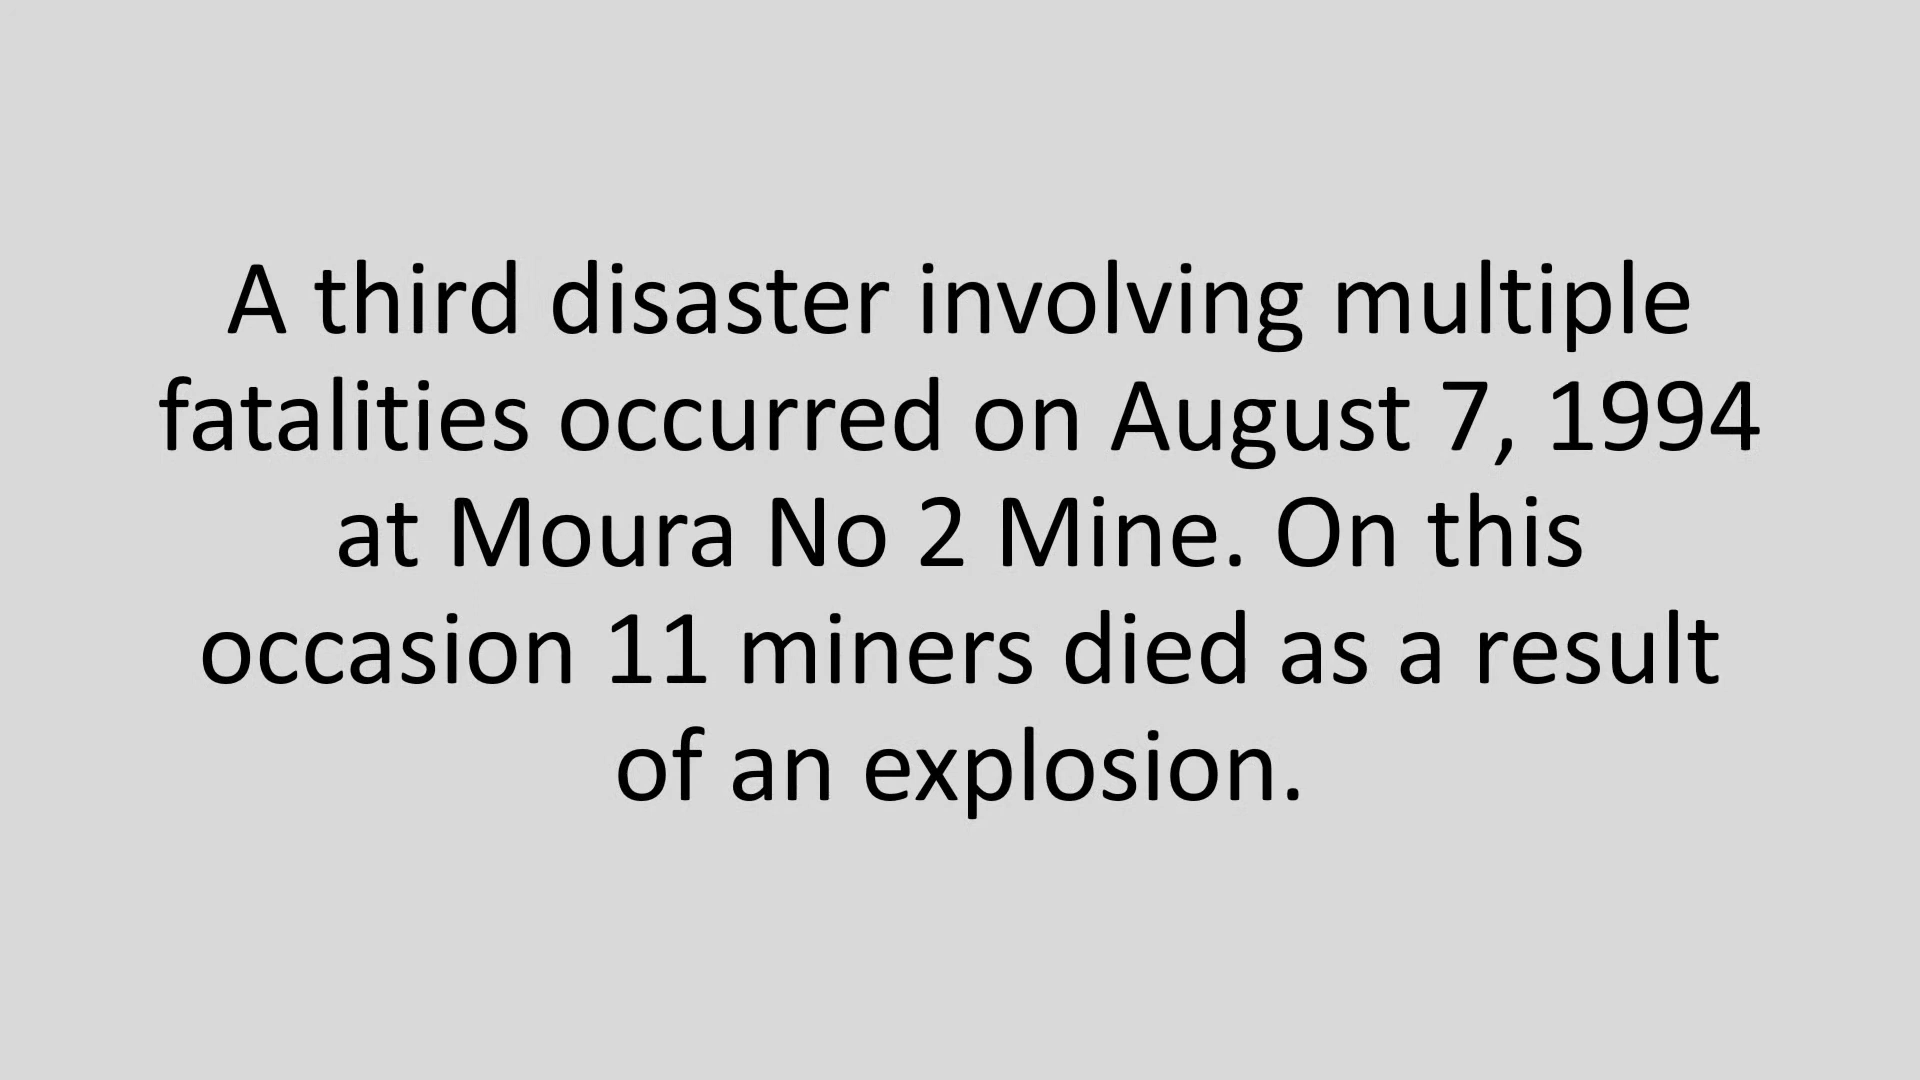 A third disaster involving multiple
fatalities occurred on August 7, 1994
at Moura No 2 Mine. On this
occasion 11 miners died as a result
of an explosion.